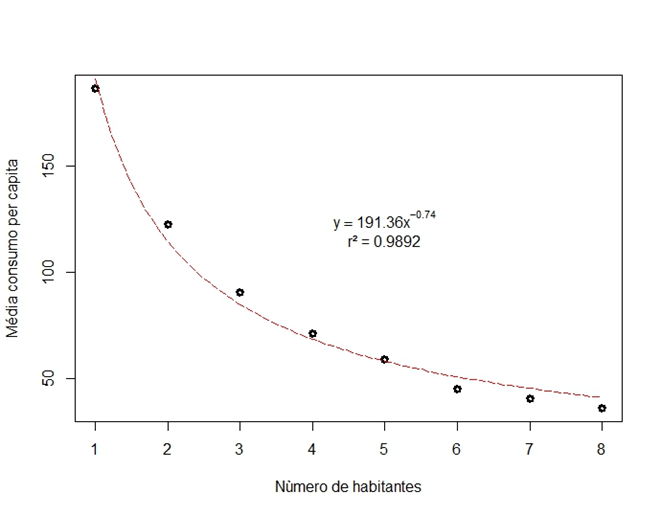 Média consumo per capita
150
100
50
y = 191.36x⁻⁰·⁷⁴
r² = 0.9892
1 2 3 4 5 6 7 8
Nùmero de habitantes